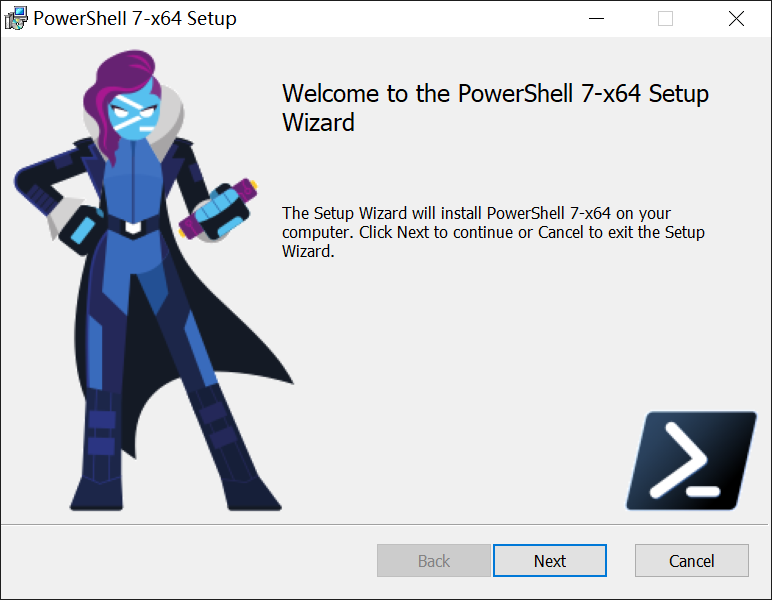 PowerShell 7-x64 Setup
Welcome to the PowerShell 7-x64 Setup
Wizard
The Setup Wizard will install PowerShell 7-x64 on your
computer. Click Next to continue or Cancel to exit the Setup
Wizard.
Back
Next
Cancel